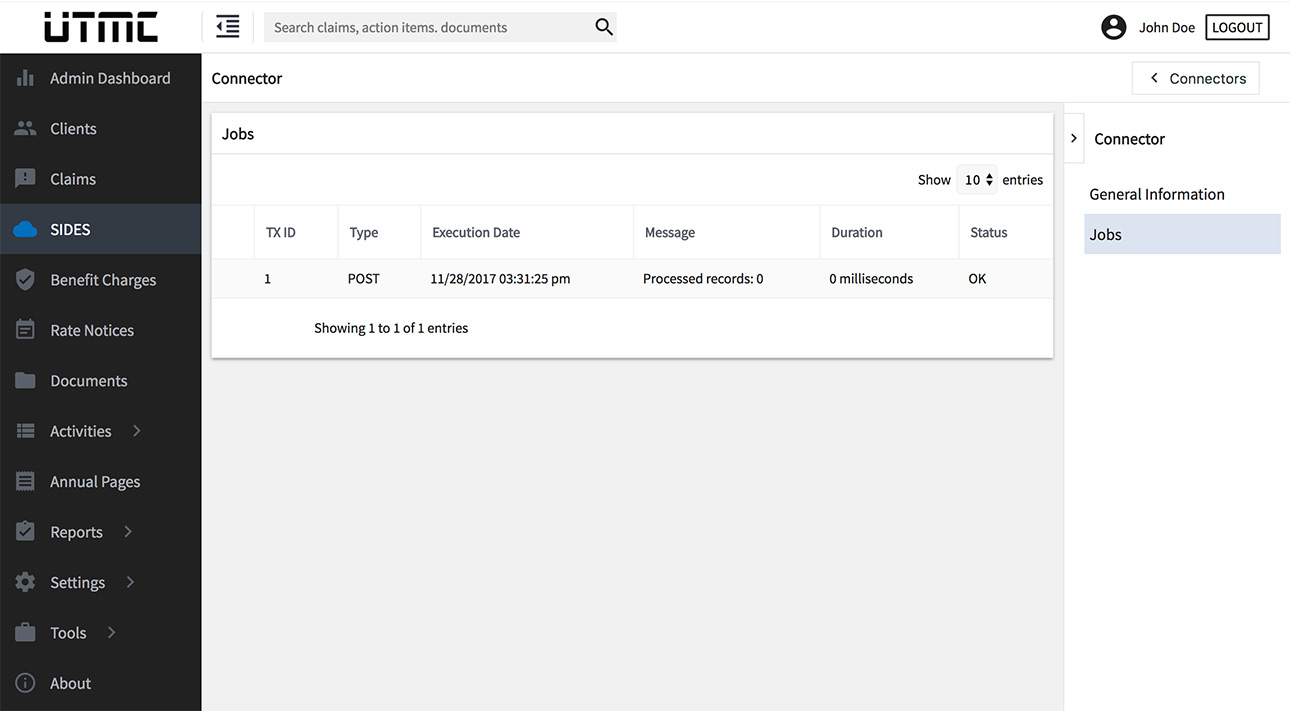 UTMC
Search claims, action items. documents
John Doe
LOGOUT
Admin Dashboard
Clients
Claims
SIDES
Benefit Charges
Rate Notices
Documents
Activities
Annual Pages
Reports
Settings
Tools
About
Connector
Connectors
Jobs
Show 10 entries
TX ID Type Execution Date Message Duration Status
1 POST 11/28/2017 03:31:25 pm Processed records: 0 0 milliseconds OK
Showing 1 to 1 of 1 entries
Connector
General Information
Jobs